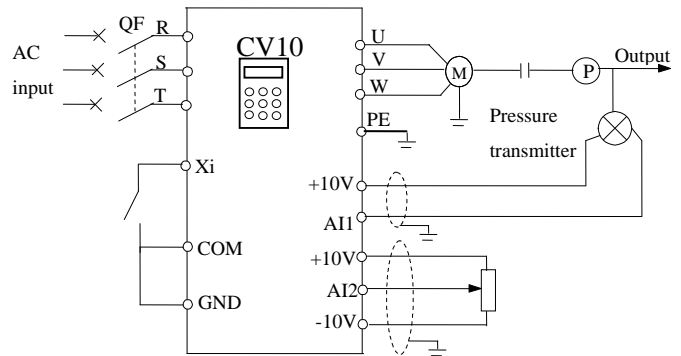 QF
R
S
T
AC
input
CV10
U
V
W
M
P
Output
PE
Pressure
transmitter
Xi
+10V
AI1
COM
+10V
AI2
GND
-10V